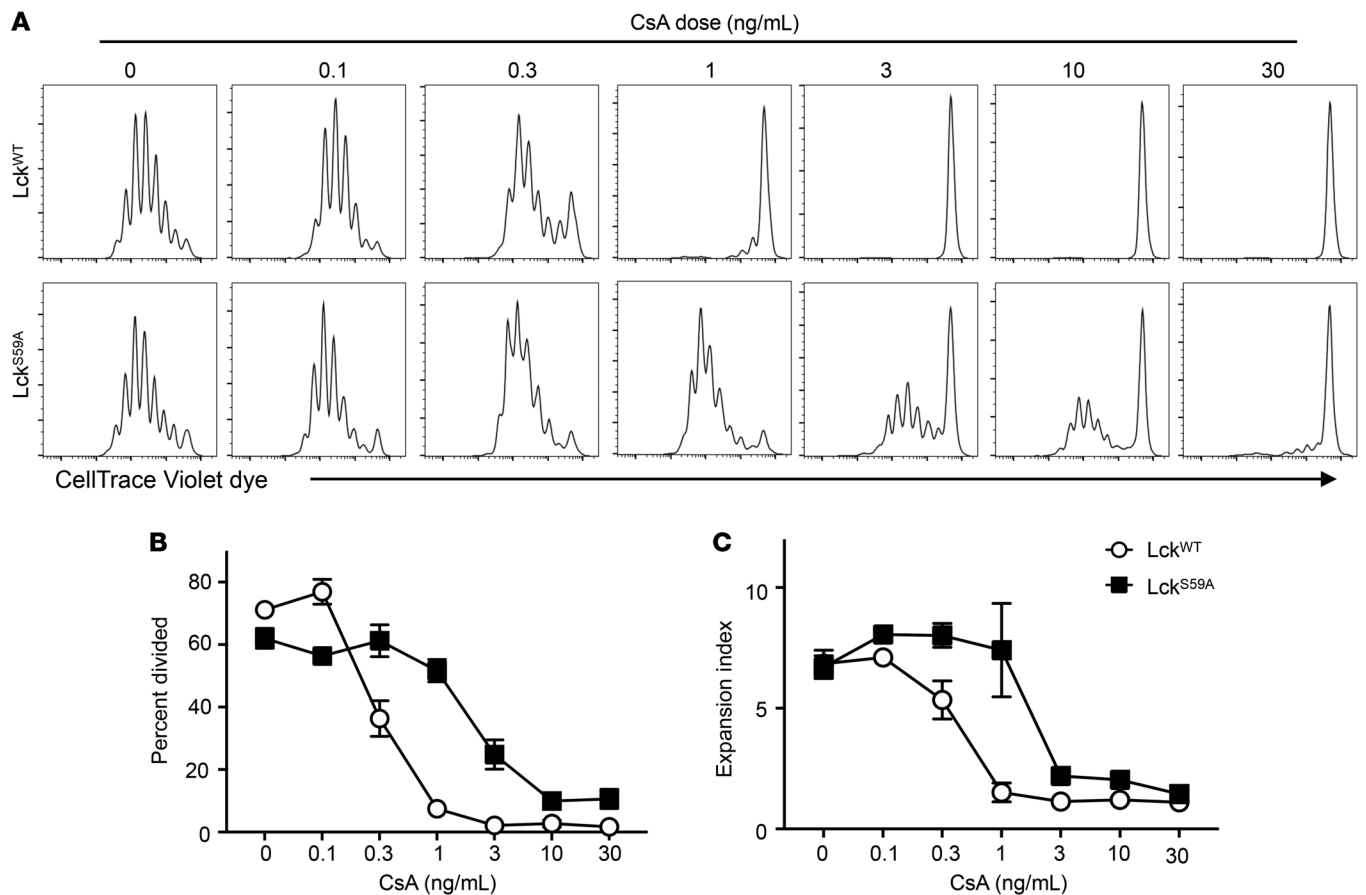 A
CsA dose (ng/mL)
0 0.1 0.3 1 3 10 30
LckWT
LckS59A
CellTrace Violet dye
B
Percent divided
80
60
40
20
0
0 0.1 0.3 1 3 10 30
CsA (ng/mL)
C
LckWT
LckS59A
Expansion index
10
5
0
0 0.1 0.3 1 3 10 30
CsA (ng/mL)